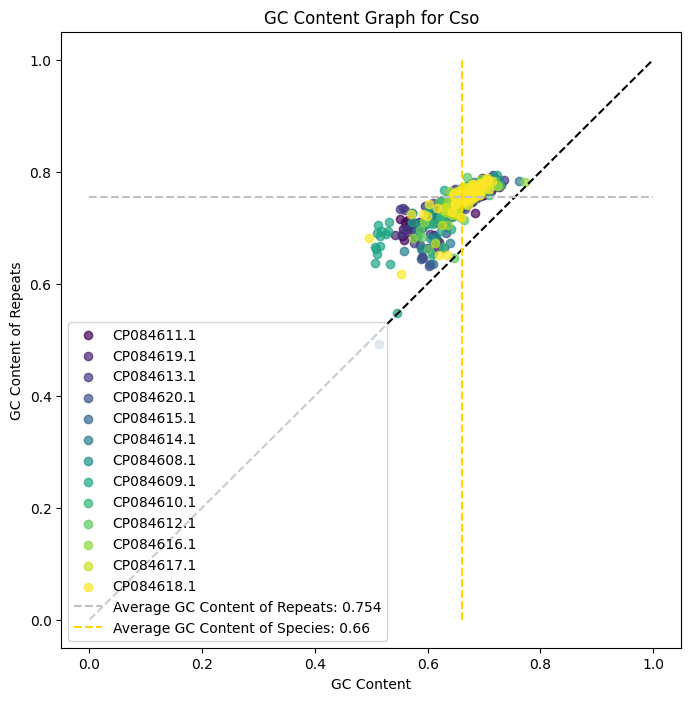 GC Content Graph for Cso
1.0
0.8
0.6
0.4
0.2
0.0
GC Content of Repeats
CP084611.1
CP084619.1
CP084613.1
CP084620.1
CP084615.1
CP084614.1
CP084608.1
CP084609.1
CP084610.1
CP084612.1
CP084616.1
CP084617.1
CP084618.1
Average GC Content of Repeats: 0.754
Average GC Content of Species: 0.66
0.0 0.2 0.4 0.6 0.8 1.0
GC Content